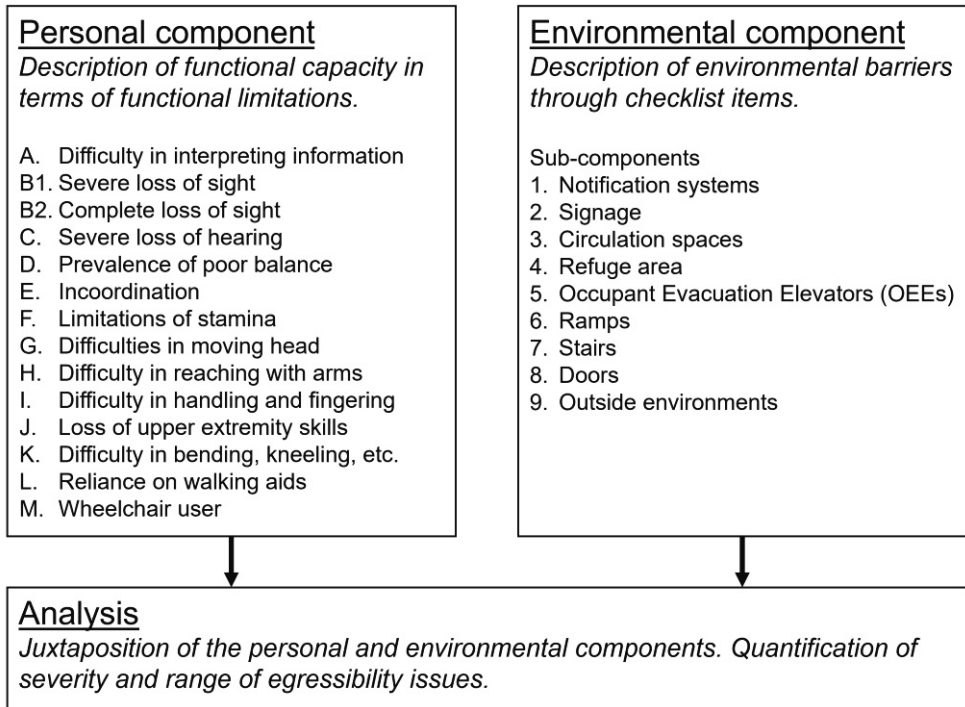 Personal component
Description of functional capacity in
terms of functional limitations.
A. Difficulty in interpreting information
B1. Severe loss of sight
B2. Complete loss of sight
C. Severe loss of hearing
D. Prevalence of poor balance
E. Incoordination
F. Limitations of stamina
G. Difficulties in moving head
H. Difficulty in reaching with arms
I. Difficulty in handling and fingering
J. Loss of upper extremity skills
K. Difficulty in bending, kneeling, etc.
L. Reliance on walking aids
M. Wheelchair user
Environmental component
Description of environmental barriers
through checklist items.
Sub-components
1. Notification systems
2. Signage
3. Circulation spaces
4. Refuge area
5. Occupant Evacuation Elevators (OEEs)
6. Ramps
7. Stairs
8. Doors
9. Outside environments
Analysis
Juxtaposition of the personal and environmental components. Quantification of
severity and range of egressibility issues.